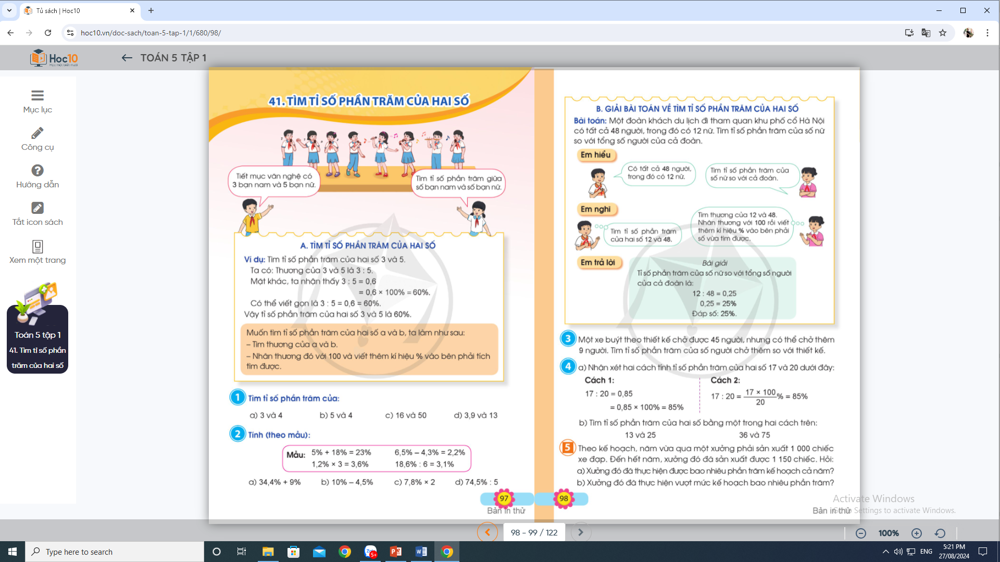 Tủ sách | Hoc10
hoc10.vn/doc-sach/toan-5-tap-1/1/680/98/
Hoc10
Học một biết mười
TOÁN 5 TẬP 1
Mục lục
Công cụ
Hướng dẫn
Tắt icon sách
Xem một trang
Toán 5 tập 1
41. Tìm tỉ số phần
trăm của hai số
41. TÌM TỈ SỐ PHẦN TRĂM CỦA HAI SỐ
Tiết mục văn nghệ có
3 bạn nam và 5 bạn nữ.
Tìm tỉ số phần trăm giữa
số bạn nam và số bạn nữ.
A. TÌM TỈ SỐ PHẦN TRĂM CỦA HAI SỐ
Ví dụ: Tìm tỉ số phần trăm của hai số 3 và 5.
Ta có: Thương của 3 và 5 là 3 : 5.
Mặt khác, ta nhận thấy 3 : 5 = 0,6
= 0,6 × 100% = 60%.
Có thể viết gọn là 3 : 5 = 0,6 = 60%.
Vậy tỉ số phần trăm của hai số 3 và 5 là 60%.
Muốn tìm tỉ số phần trăm của hai số a và b, ta làm như sau:
– Tìm thương của a và b.
– Nhân thương đó với 100 và viết thêm kí hiệu % vào bên phải tích
tìm được.
1 Tìm tỉ số phần trăm của:
a) 3 và 4 b) 5 và 4 c) 16 và 50 d) 3,9 và 13
2 Tính (theo mẫu):
Mẫu: 5% + 18% = 23% 6,5% – 4,3% = 2,2%
1,2% × 3 = 3,6% 18,6% : 6 = 3,1%
a) 34,4% + 9% b) 10% – 4,5% c) 7,8% × 2 d) 74,5% : 5
97
Bản in thử
B. GIẢI BÀI TOÁN VỀ TÌM TỈ SỐ PHẦN TRĂM CỦA HAI SỐ
Bài toán: Một đoàn khách du lịch đi tham quan khu phố cổ Hà Nội
có tất cả 48 người, trong đó có 12 nữ. Tìm tỉ số phần trăm của số nữ
so với tổng số người của cả đoàn.
Em hiểu
Có tất cả 48 người,
trong đó có 12 nữ.
Tìm tỉ số phần trăm của
số nữ so với cả đoàn.
Em nghĩ
Tìm tỉ số phần trăm
của hai số 12 và 48.
Tìm thương của 12 và 48.
Nhân thương với 100 rồi viết
thêm kí hiệu % vào bên phải
số vừa tìm được.
Em trả lời
Bài giải
Tỉ số phần trăm của số nữ so với tổng số người
của cả đoàn là:
12 : 48 = 0,25
0,25 = 25%
Đáp số: 25%.
3 Một xe buýt theo thiết kế chở được 45 người, nhưng có thể chở thêm
9 người. Tìm tỉ số phần trăm của số người chở thêm so với thiết kế.
4 a) Nhận xét hai cách tính tỉ số phần trăm của hai số 17 và 20 dưới đây:
Cách 1: Cách 2:
17 : 20 = 0,85
= 0,85 × 100% = 85%
17 : 20 = 17 × 100 / 20 % = 85%
b) Tìm tỉ số phần trăm của hai số bằng một trong hai cách trên:
13 và 25 36 và 75
5 Theo kế hoạch, năm vừa qua một xưởng phải sản xuất 1 000 chiếc
xe đạp. Đến hết năm, xưởng đó đã sản xuất được 1 150 chiếc. Hỏi:
a) Xưởng đó đã thực hiện được bao nhiêu phần trăm kế hoạch cả năm?
b) Xưởng đó đã thực hiện vượt mức kế hoạch bao nhiêu phần trăm?
98
Bản in thử
Activate Windows
Go to Settings to activate Windows.
98 - 99 / 122
100%
Type here to search
5+
ENG
5:21 PM
27/08/2024